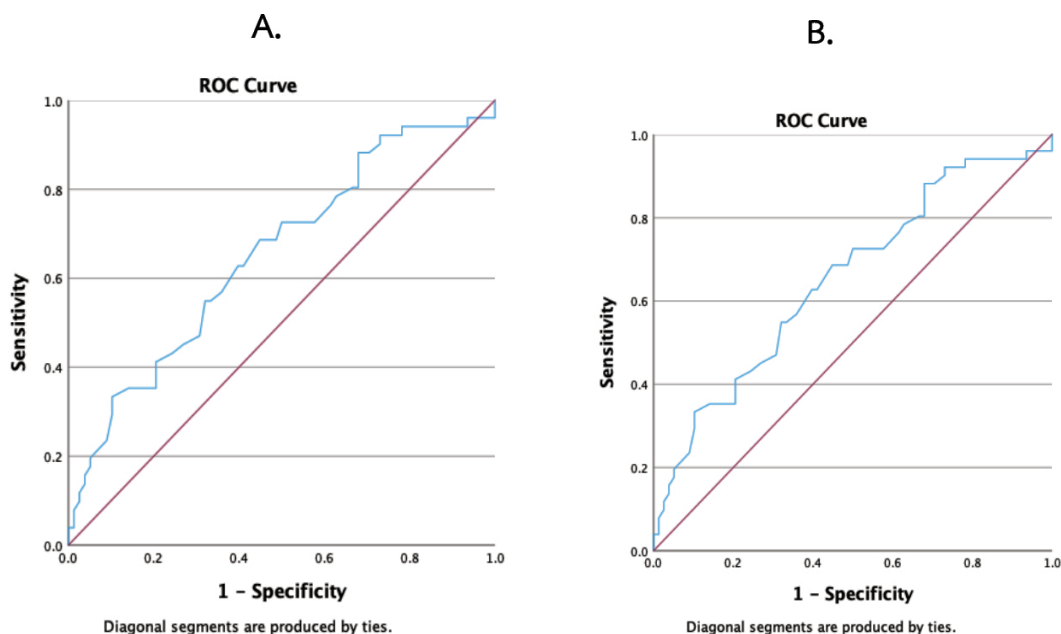 A.
ROC Curve
1.0
0.8
0.6
0.4
0.2
0.0
Sensitivity
0.0 0.2 0.4 0.6 0.8 1.0
1 - Specificity
Diagonal segments are produced by ties.
B.
ROC Curve
1.0
0.8
0.6
0.4
0.2
0.0
Sensitivity
0.0 0.2 0.4 0.6 0.8 1.0
1 - Specificity
Diagonal segments are produced by ties.